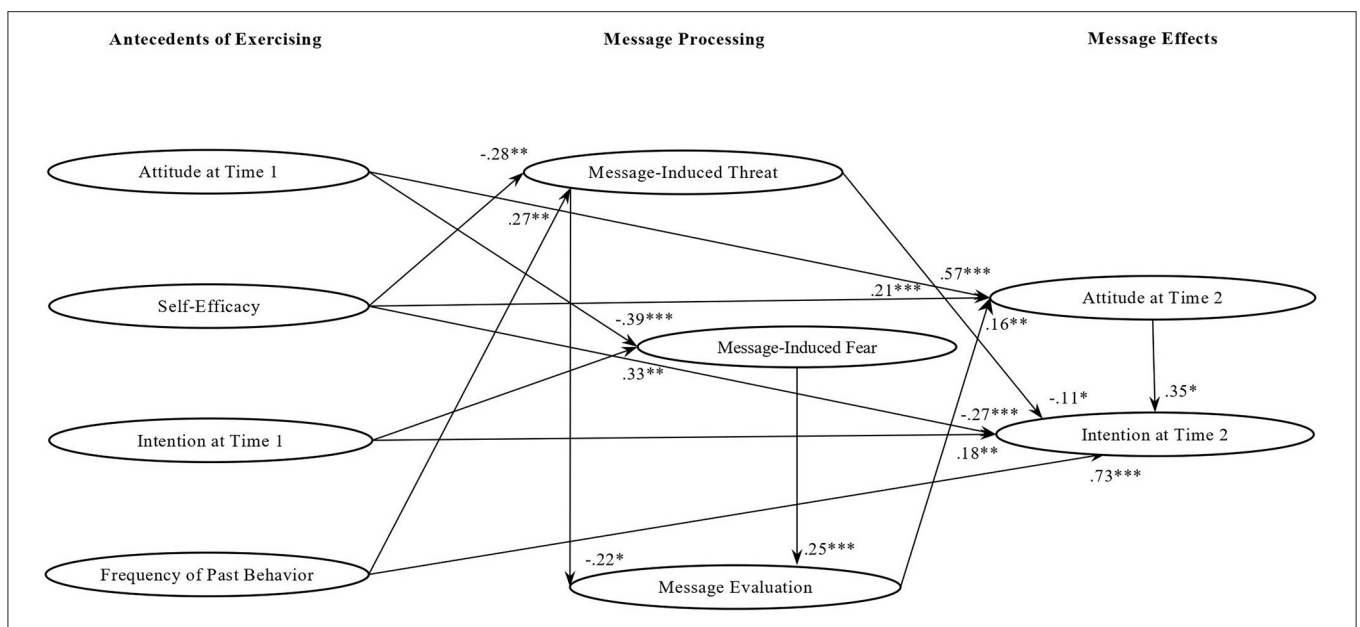 Antecedents of Exercising
Message Processing
Message Effects
Attitude at Time 1
-.28**
Message-Induced Threat
.27**
Self-Efficacy
.57***
.21***
Attitude at Time 2
-.39***
Message-Induced Fear
.16**
.33**
-.11*
.35*
Intention at Time 1
-.27***
Intention at Time 2
.18**
.73***
Frequency of Past Behavior
-.22*
.25***
Message Evaluation